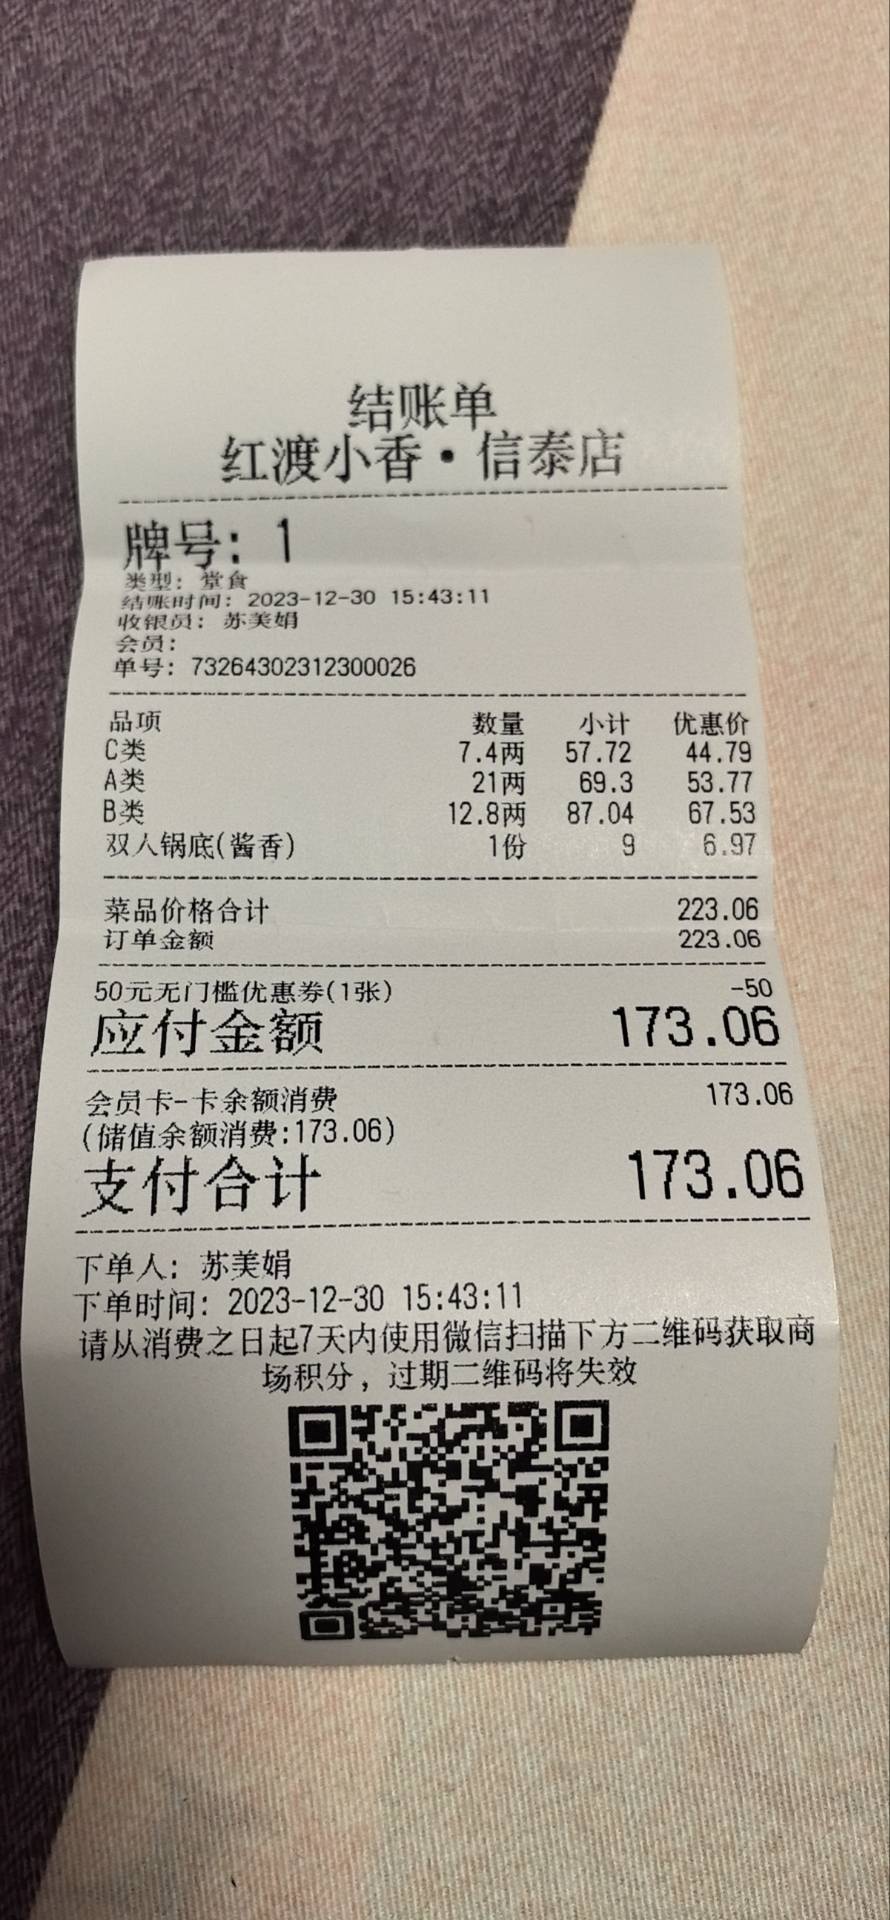 结账单
红渡小香·信泰店
牌号: 1
类型: 堂食
结账时间: 2023-12-30 15:43:11
收银员: 苏美娟
会员:
单号: 73264302312300026
品项 数量 小计 优惠价
C类 7.4两 57.72 44.79
A类 21两 69.3 53.77
B类 12.8两 87.04 67.53
双人锅底(酱香) 1份 9 6.97
菜品价格合计 223.06
订单金额 223.06
50元无门槛优惠券(1张) -50
应付金额 173.06
会员卡-卡余额消费 173.06
(储值余额消费:173.06)
支付合计 173.06
下单人: 苏美娟
下单时间: 2023-12-30 15:43:11
请从消费之日起7天内使用微信扫描下方二维码获取商
场积分，过期二维码将失效